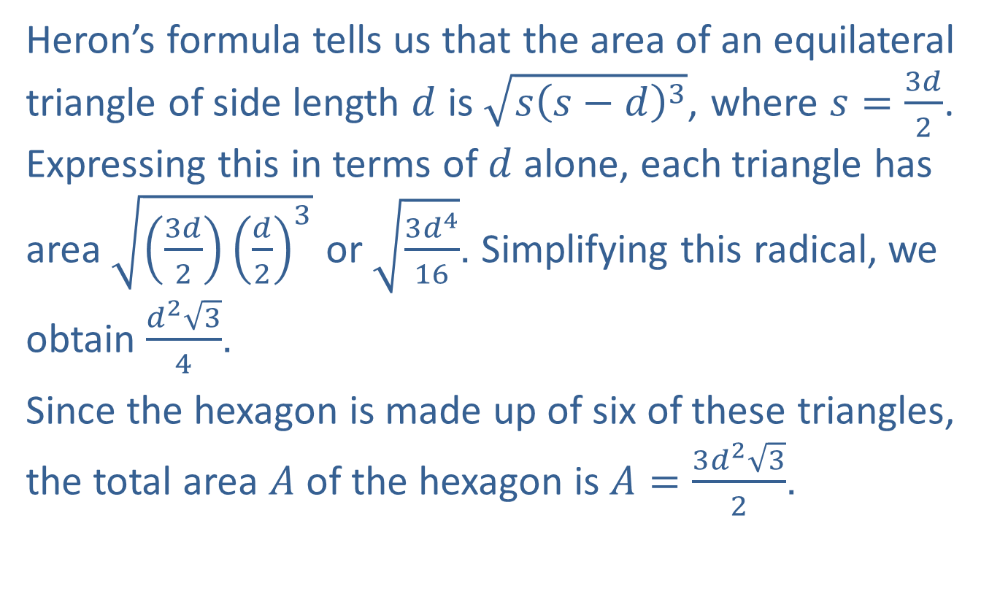 Heron’s formula tells us that the area of an equilateral
triangle of side length $d$ is $\sqrt{s(s-d)^3}$, where $s = \frac{3d}{2}$.
Expressing this in terms of $d$ alone, each triangle has
area $\sqrt{\left(\frac{3d}{2}\right)\left(\frac{d}{2}\right)^3}$ or $\sqrt{\frac{3d^4}{16}}$. Simplifying this radical, we
obtain $\frac{d^2\sqrt{3}}{4}$.
Since the hexagon is made up of six of these triangles,
the total area $A$ of the hexagon is $A = \frac{3d^2\sqrt{3}}{2}$.